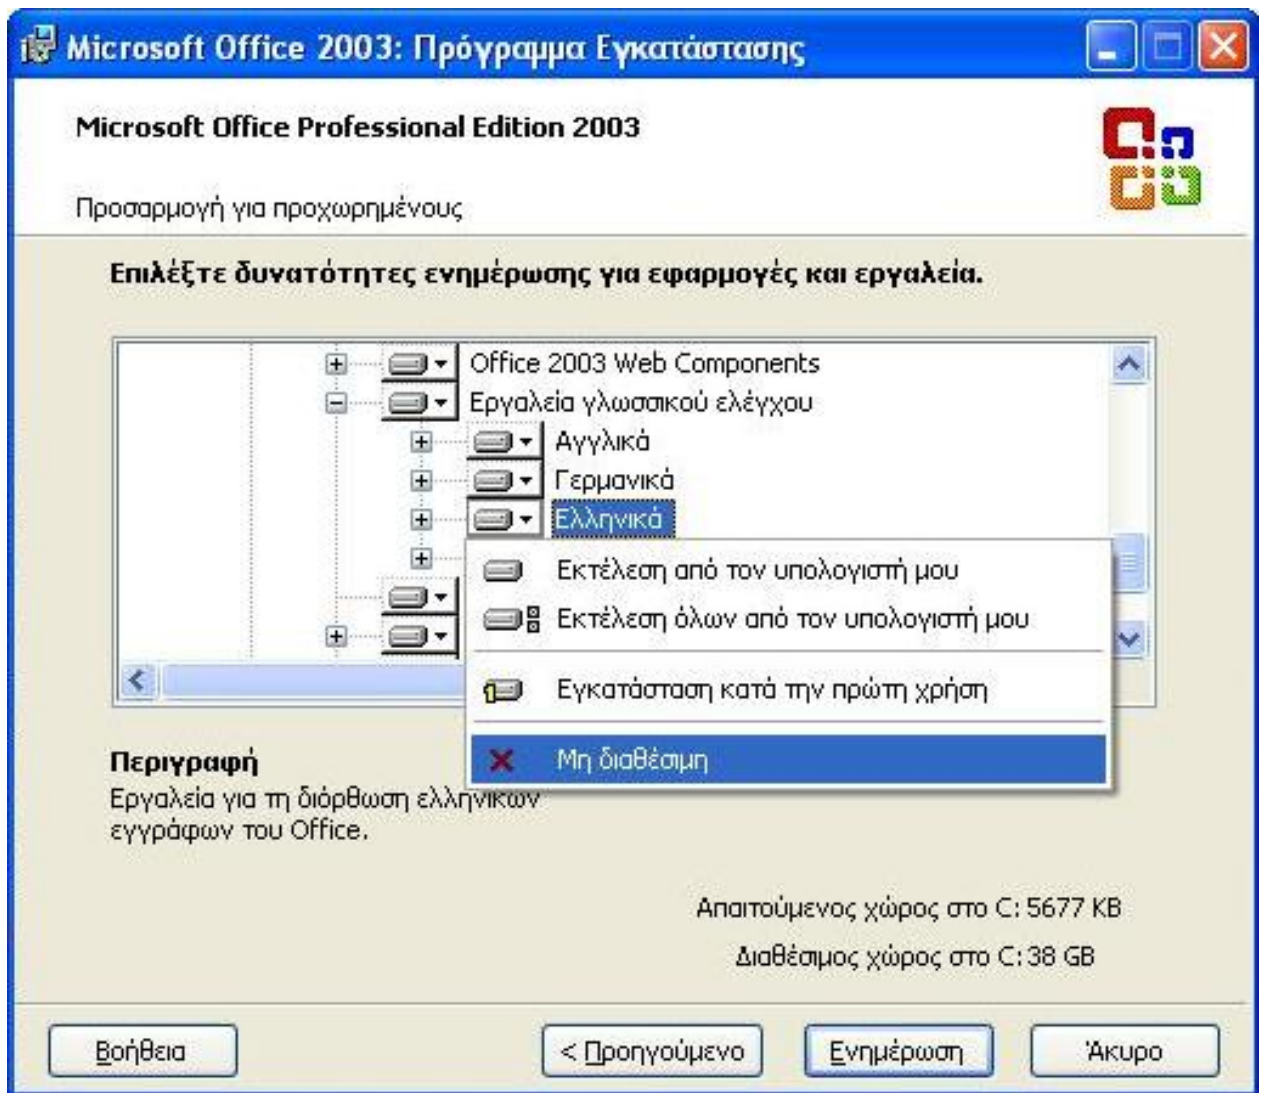 Microsoft Office 2003: Πρόγραμμα Εγκατάστασης
Microsoft Office Professional Edition 2003
Προσαρμογή για προχωρημένους
Επιλέξτε δυνατότητες ενημέρωσης για εφαρμογές και εργαλεία.
Office 2003 Web Components
Εργαλεία γλωσσικού ελέγχου
Αγγλικά
Γερμανικά
Ελληνικά
Εκτέλεση από τον υπολογιστή μου
Εκτέλεση όλων από τον υπολογιστή μου
Εγκατάσταση κατά την πρώτη χρήση
Μη διαθέσιμη
Περιγραφή
Εργαλεία για τη διόρθωση ελληνικών
εγγράφων του Office.
Απαιτούμενος χώρος στο C: 5677 KB
Διαθέσιμος χώρος στο C: 38 GB
Βοήθεια
< Προηγούμενο
Ενημέρωση
Άκυρο